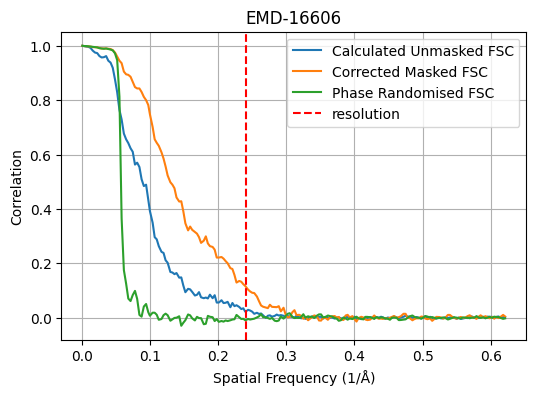 EMD-16606
Calculated Unmasked FSC
Corrected Masked FSC
Phase Randomised FSC
resolution
Correlation
1.0
0.8
0.6
0.4
0.2
0.0
0.0 0.1 0.2 0.3 0.4 0.5 0.6
Spatial Frequency (1/Å)